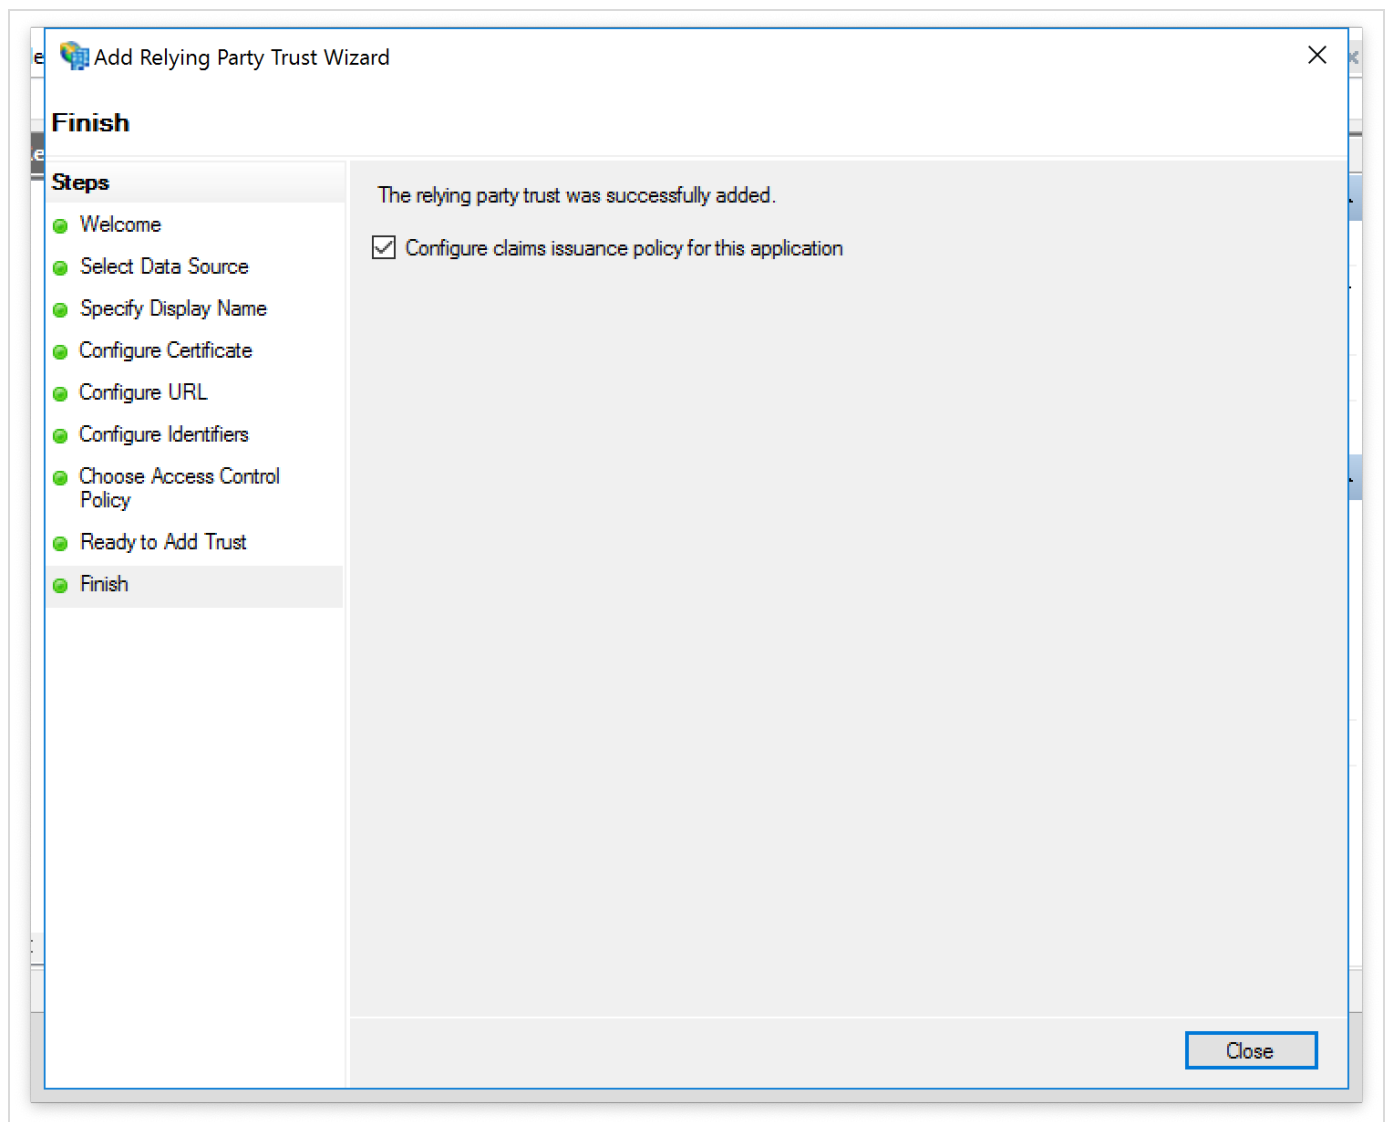 Add Relying Party Trust Wizard
Finish
Steps
Welcome
Select Data Source
Specify Display Name
Configure Certificate
Configure URL
Configure Identifiers
Choose Access Control
Policy
Ready to Add Trust
Finish
The relying party trust was successfully added.
Configure claims issuance policy for this application
Close